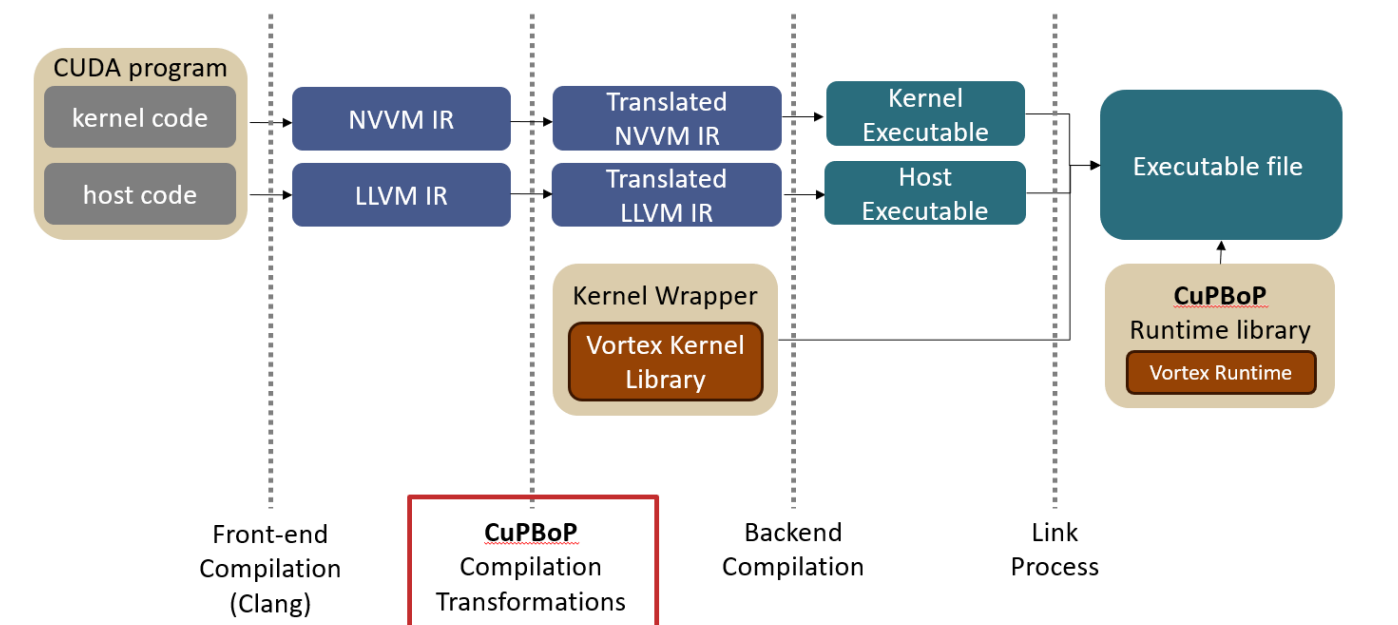 CUDA program
kernel code
host code
NVVM IR
LLVM IR
Translated
NVVM IR
Translated
LLVM IR
Kernel
Executable
Host
Executable
Executable file
Kernel Wrapper
Vortex Kernel
Library
CuPBoP
Runtime library
Vortex Runtime
Front-end
Compilation
(Clang)
CuPBoP
Compilation
Transformations
Backend
Compilation
Link
Process